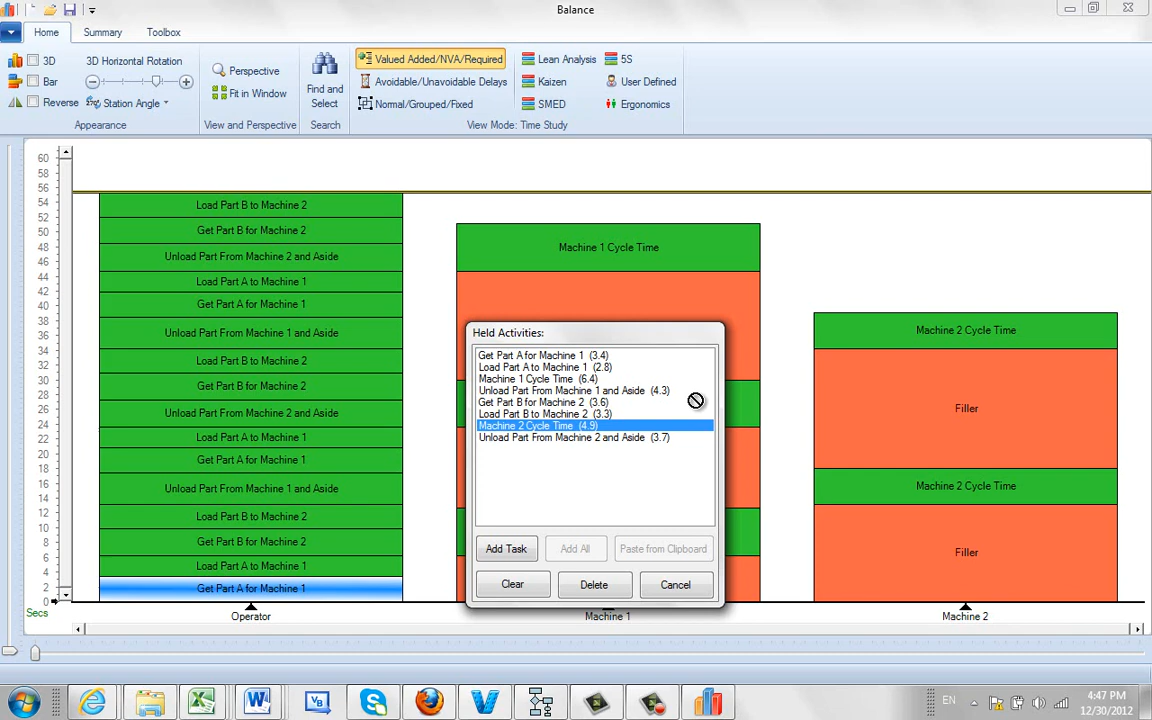 Balance
Home
Summary
Toolbox
3D
3D Horizontal Rotation
Bar
Reverse
Station Angle
Appearance
Perspective
Fit in Window
View and Perspective
Find and
Select
Search
Valued Added/NVA/Required
Lean Analysis
5S
Avoidable/Unavoidable Delays
Kaizen
User Defined
Normal/Grouped/Fixed
SMED
Ergonomics
View Mode: Time Study
60
58
56
54
52
50
48
46
44
42
40
38
36
34
32
30
28
26
24
22
20
18
16
14
12
10
8
6
4
2
0
Secs
Load Part B to Machine 2
Get Part B for Machine 2
Unload Part From Machine 2 and Aside
Load Part A to Machine 1
Get Part A for Machine 1
Unload Part From Machine 1 and Aside
Load Part B to Machine 2
Get Part B for Machine 2
Unload Part From Machine 2 and Aside
Load Part A to Machine 1
Get Part A for Machine 1
Unload Part From Machine 1 and Aside
Load Part B to Machine 2
Get Part B for Machine 2
Load Part A to Machine 1
Get Part A for Machine 1
Operator
Machine 1 Cycle Time
Machine 1
Machine 2 Cycle Time
Filler
Machine 2 Cycle Time
Filler
Machine 2
Held Activities:
Get Part A for Machine 1 (3.4)
Load Part A to Machine 1 (2.8)
Machine 1 Cycle Time (6.4)
Unload Part From Machine 1 and Aside (4.3)
Get Part B for Machine 2 (3.6)
Load Part B to Machine 2 (3.3)
Machine 2 Cycle Time (4.9)
Unload Part From Machine 2 and Aside (3.7)
Add Task
Add All
Paste from Clipboard
Clear
Delete
Cancel
EN
4:47 PM
12/30/2012